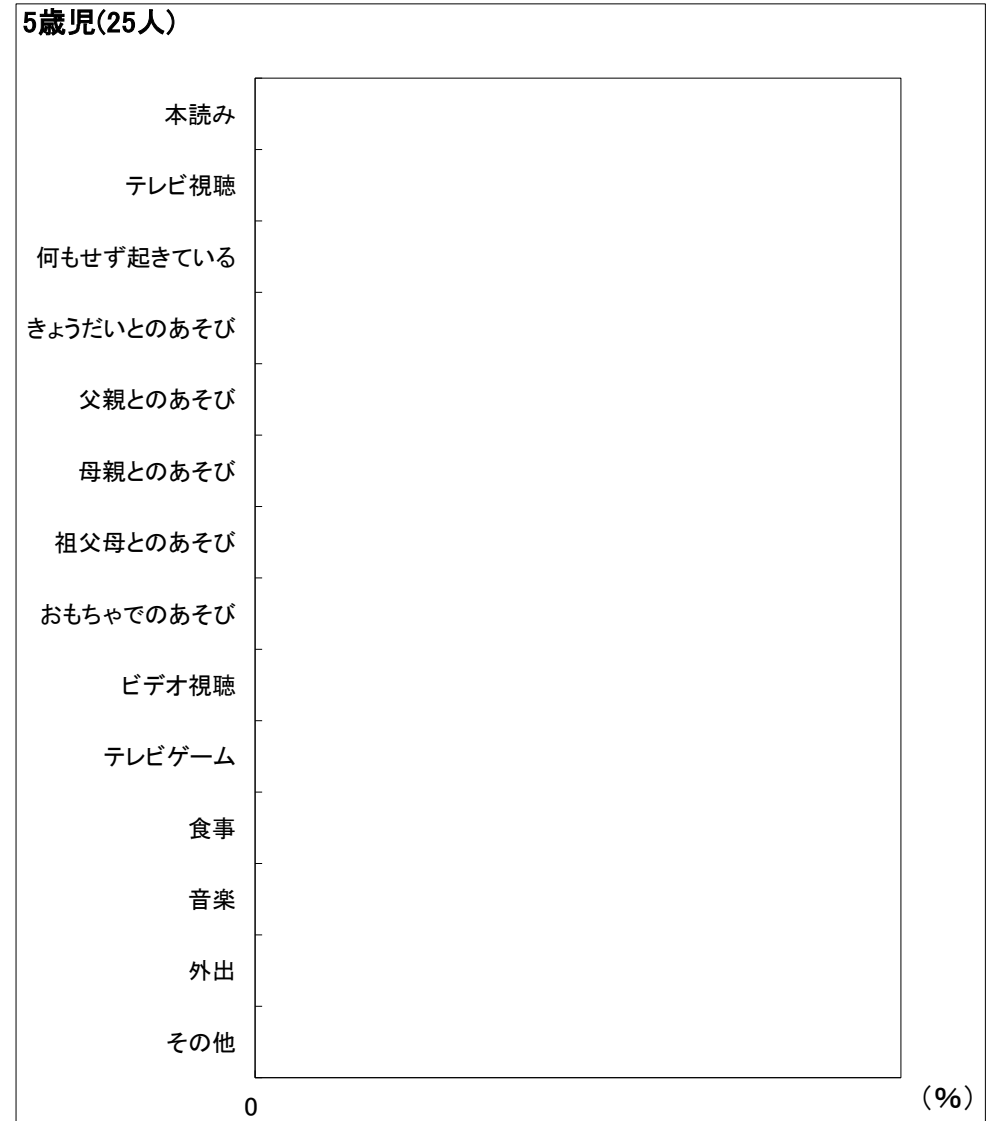 5歳児(25人)
本読み
テレビ視聴
何もせず起きている
きょうだいとのあそび
父親とのあそび
母親とのあそび
祖父母とのあそび
おもちゃでのあそび
ビデオ視聴
テレビゲーム
食事
音楽
外出
その他
0
(%)